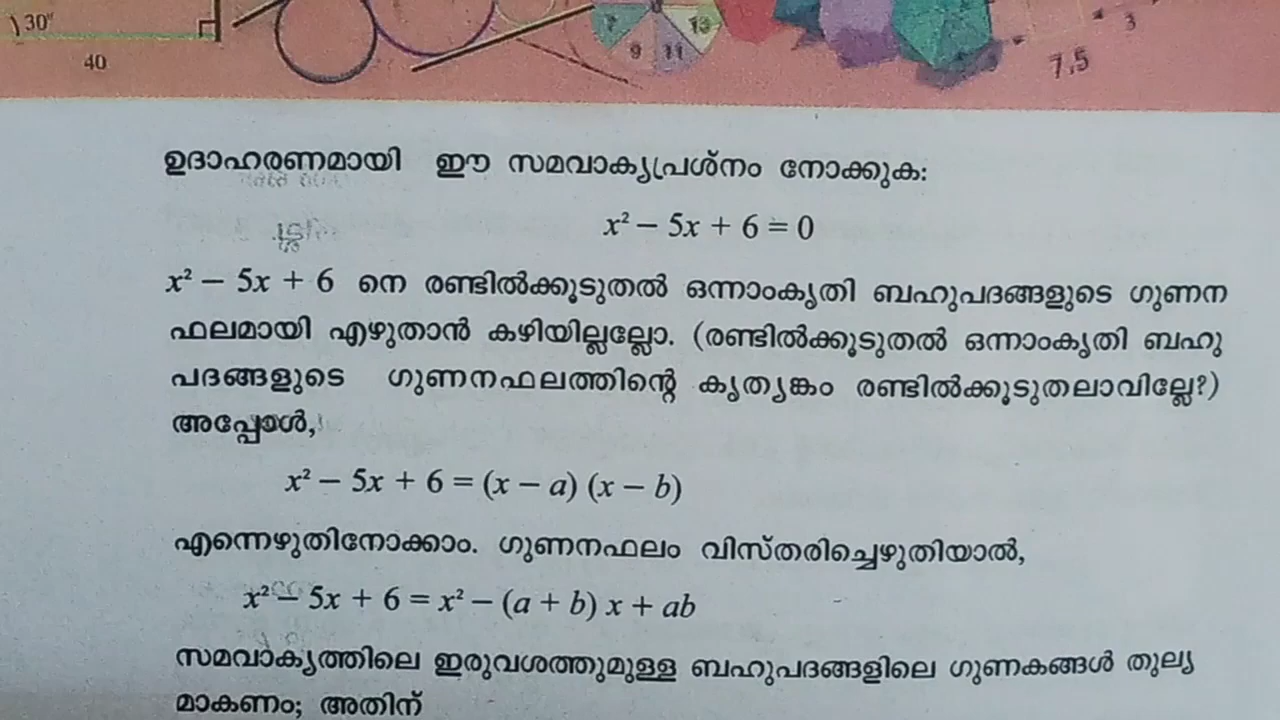 30°
40
7
9
11
13
7.5
3
ഉദാഹരണമായി ഈ സമവാക്യപ്രശ്നം നോക്കുക:
x² – 5x + 6 = 0
x² – 5x + 6 നെ രണ്ടിൽക്കൂടുതൽ ഒന്നാംകൃതി ബഹുപദങ്ങളുടെ ഗുണന
ഫലമായി എഴുതാൻ കഴിയില്ലല്ലോ. (രണ്ടിൽക്കൂടുതൽ ഒന്നാംകൃതി ബഹു
പദങ്ങളുടെ ഗുണനഫലത്തിന്റെ കൃത്യങ്കം രണ്ടിൽക്കൂടുതലാവില്ലേ?)
അപ്പോൾ,
x² – 5x + 6 = (x – a) (x – b)
എന്നെഴുതിനോക്കാം. ഗുണനഫലം വിസ്തരിച്ചെഴുതിയാൽ,
x² – 5x + 6 = x² – (a + b) x + ab
സമവാക്യത്തിലെ ഇരുവശത്തുമുള്ള ബഹുപദങ്ങളിലെ ഗുണകങ്ങൾ തുല്യ
മാകണം; അതിന്